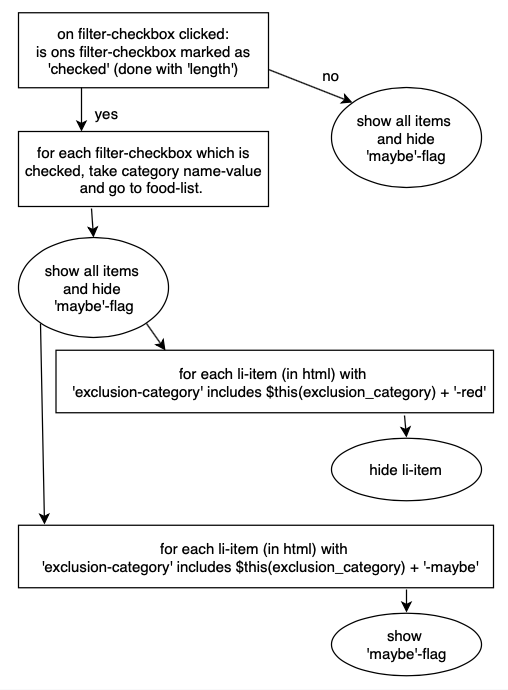 on filter-checkbox clicked:
is ons filter-checkbox marked as
'checked' (done with 'length')
no
show all items
and hide
'maybe'-flag
yes
for each filter-checkbox which is
checked, take category name-value
and go to food-list.
show all items
and hide
'maybe'-flag
for each li-item (in html) with
'exclusion-category' includes $this(exclusion_category) + '-red'
hide li-item
for each li-item (in html) with
'exclusion-category' includes $this(exclusion_category) + '-maybe'
show
'maybe'-flag